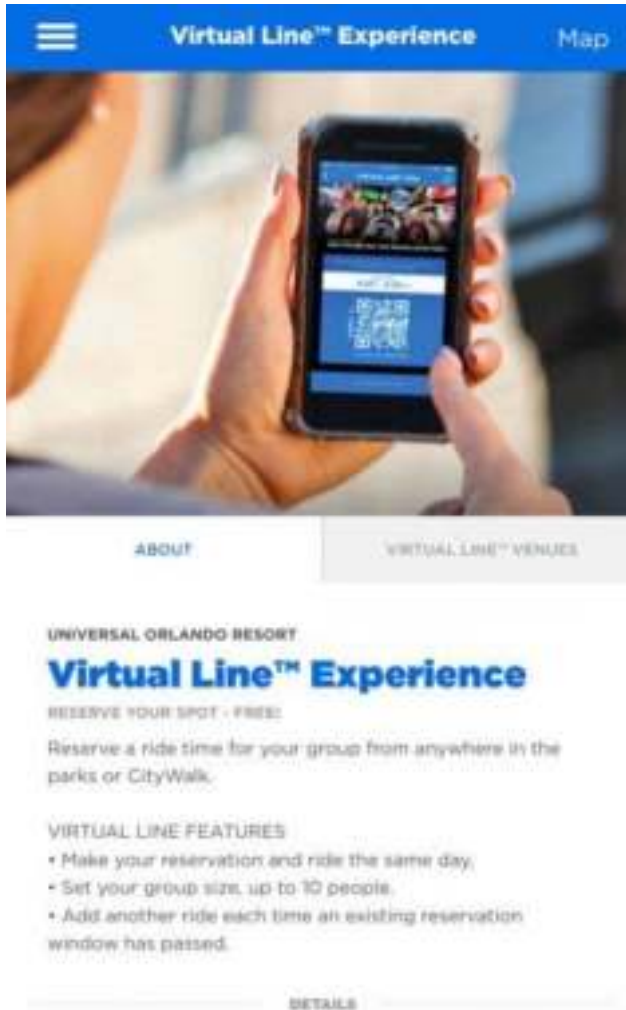 Virtual Line™ Experience
Map
ABOUT
VIRTUAL LINE™ VENUES
UNIVERSAL ORLANDO RESORT
Virtual Line™ Experience
RESERVE YOUR SPOT - FREE!
Reserve a ride time for your group from anywhere in the
parks or CityWalk.
VIRTUAL LINE FEATURES
• Make your reservation and ride the same day.
• Set your group size, up to 10 people.
• Add another ride each time an existing reservation
window has passed.
DETAILS